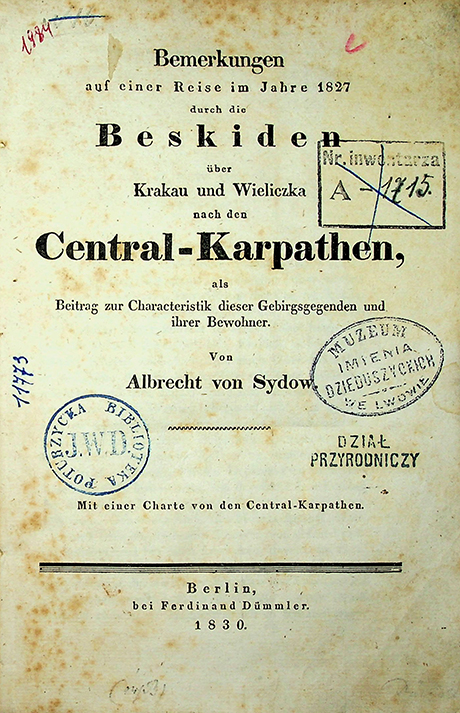 1984
Bemerkungen
auf einer Reise im Jahre 1827
durch die
Beskiden
über
Krakau und Wieliczka
nach den
Central-Karpathen,
als
Beitrag zur Characteristik dieser Gebirgsgegenden und
ihrer Bewohner.
Von
Albrecht von Sydow.
Nr. inwentarza
A - 1715.
MUZEUM
IMIENIA
DZIEDUSZYCKICH
WE LWOWIE
DZIAŁ
PRZYRODNICZY
11473
POTURZYCKA BIBLIOTEKA
J.W.D.
Mit einer Charte von den Central-Karpathen.
Berlin,
bei Ferdinand Dümmler.
1830.